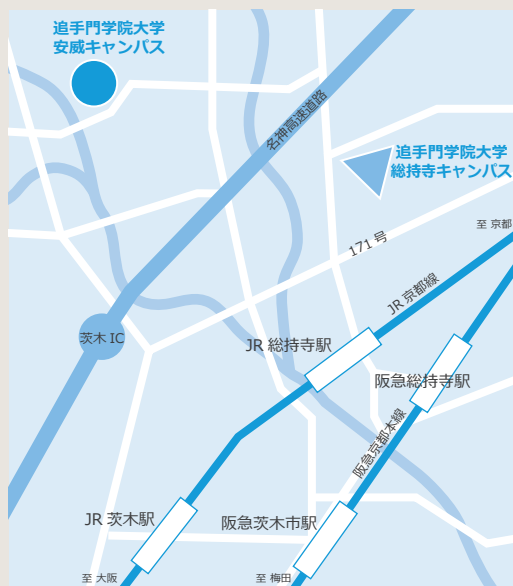 追手門学院大学
安威キャンパス
名神高速道路
追手門学院大学
総持寺キャンパス
至 京都
171 号
JR 京都線
茨木 IC
JR 総持寺駅
阪急総持寺駅
阪急京都本線
JR 茨木駅
阪急茨木市駅
至 大阪
至 梅田